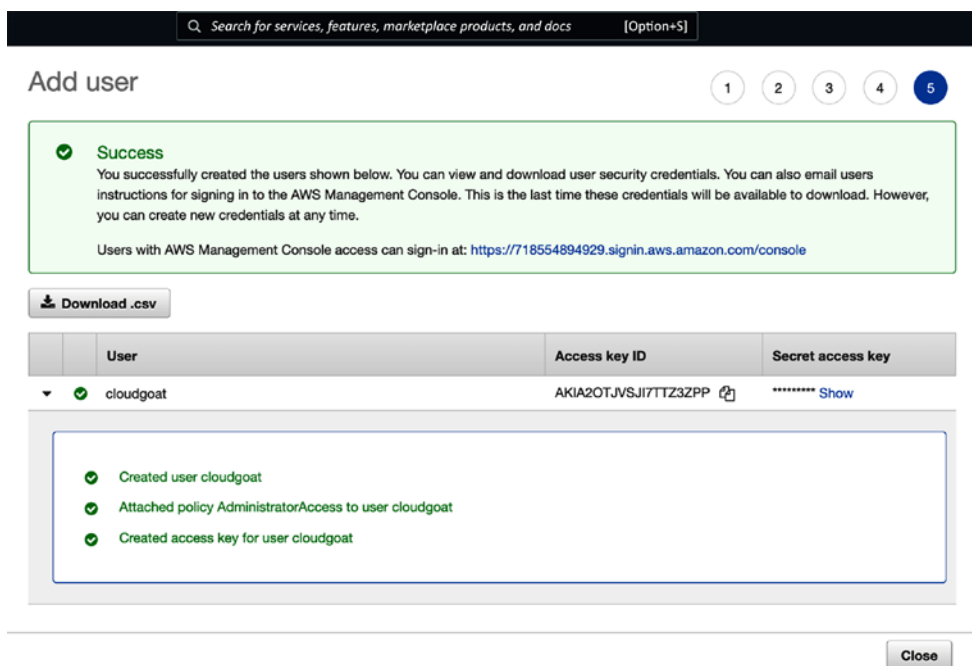 Search for services, features, marketplace products, and docs [Option+S]
Add user
1 2 3 4 5
Success
You successfully created the users shown below. You can view and download user security credentials. You can also email users
instructions for signing in to the AWS Management Console. This is the last time these credentials will be available to download. However,
you can create new credentials at any time.
Users with AWS Management Console access can sign-in at: https://718554894929.signin.aws.amazon.com/console
Download .csv
User Access key ID Secret access key
cloudgoat AKIA2OTJVSJI7TTZ3ZPP ********* Show
Created user cloudgoat
Attached policy AdministratorAccess to user cloudgoat
Created access key for user cloudgoat
Close